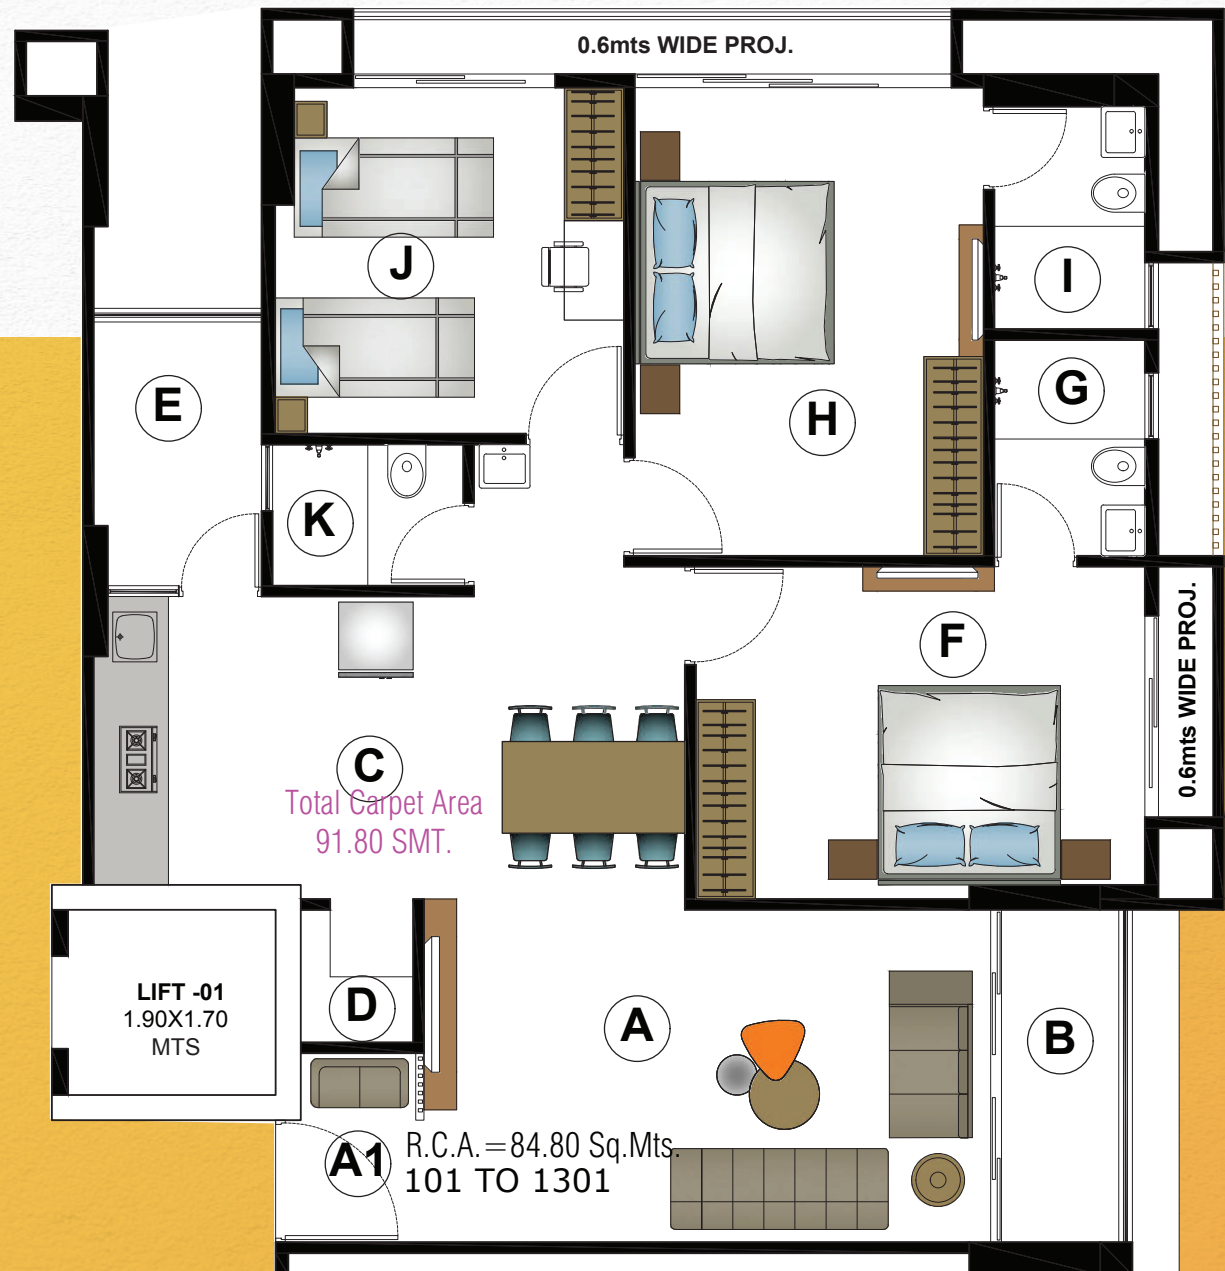 0.6mts WIDE PROJ.
J
I
E
G
H
K
F
0.6mts WIDE PROJ.
C
Total Carpet Area
91.80 SMT.
LIFT -01
1.90X1.70
MTS
D
A
B
A1
R.C.A.=84.80 Sq.Mts.
101 TO 1301